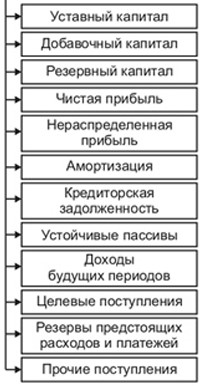 Уставный капитал
Добавочный капитал
Резервный капитал
Чистая прибыль
Нераспределенная
прибыль
Амортизация
Кредиторская
задолженность
Устойчивые пассивы
Доходы
будущих периодов
Целевые поступления
Резервы предстоящих
расходов и платежей
Прочие поступления